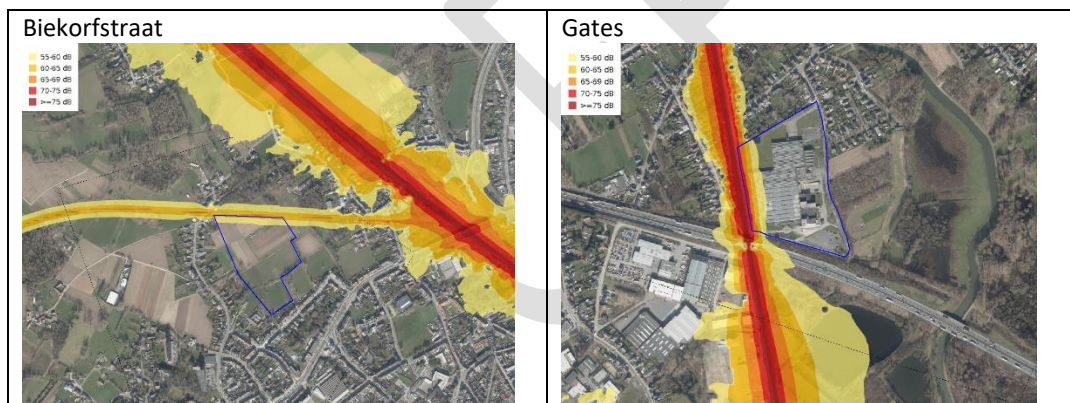 Biekorfstraat
55-60 dB
60-65 dB
65-69 dB
70-75 dB
>=75 dB
Gates
55-60 dB
60-65 dB
65-69 dB
70-75 dB
>=75 dB